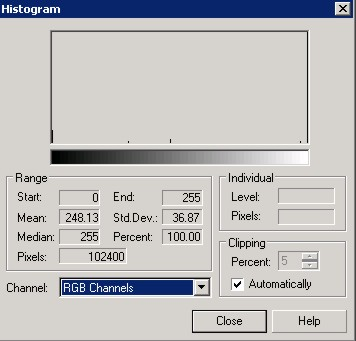 Histogram
Range
Start: 0 End: 255
Mean: 248.13 Std.Dev.: 36.87
Median: 255 Percent: 100.00
Pixels: 102400
Individual
Level:
Pixels:
Clipping
Percent: 5
Automatically
Channel: RGB Channels
Close Help